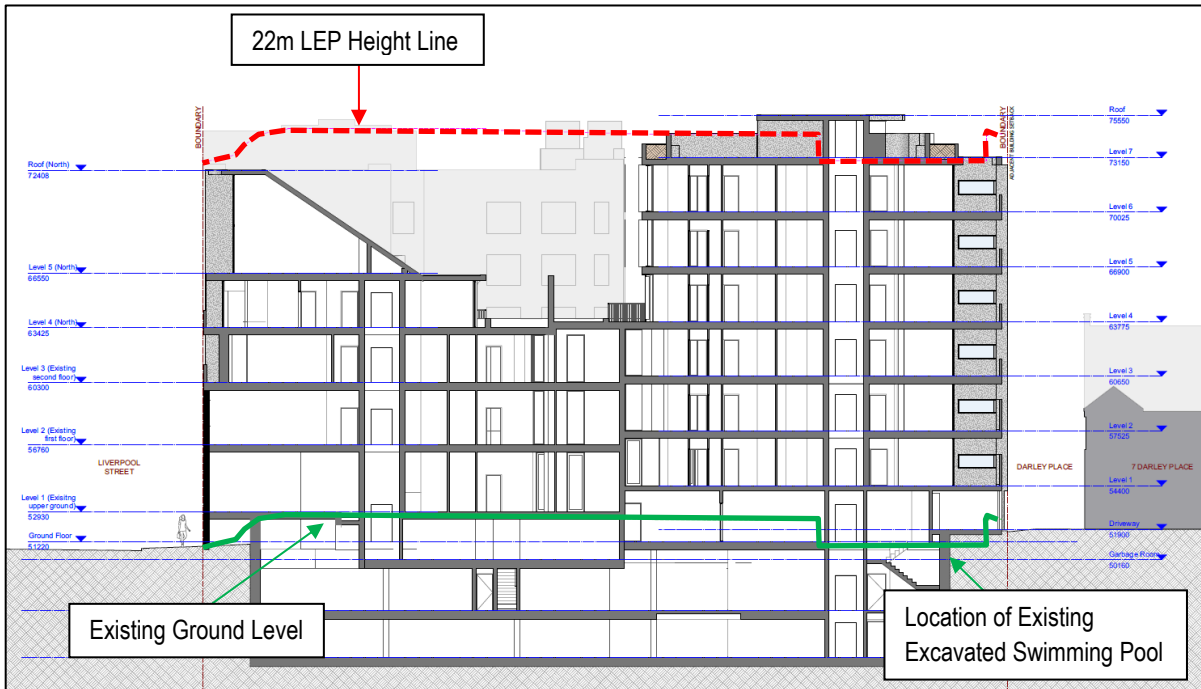 22m LEP Height Line
BOUNDARY
BOUNDARY
ADJACENT BUILDING SETBACK
Roof
75550
Roof (North)
72408
Level 7
73150
Level 6
70025
Level 5 (North)
66550
Level 5
66900
Level 4 (North)
63425
Level 4
63775
Level 3 (Existing
second floor)
60300
Level 3
60650
Level 2 (Existing
first floor)
56760
Level 2
57525
LIVERPOOL
STREET
DARLEY PLACE
7 DARLEY PLACE
Level 1
54400
Level 1 (Exisitng
upper ground)
52930
Driveway
51900
Ground Floor
51220
Garbage Room
50160
Existing Ground Level
Location of Existing
Excavated Swimming Pool